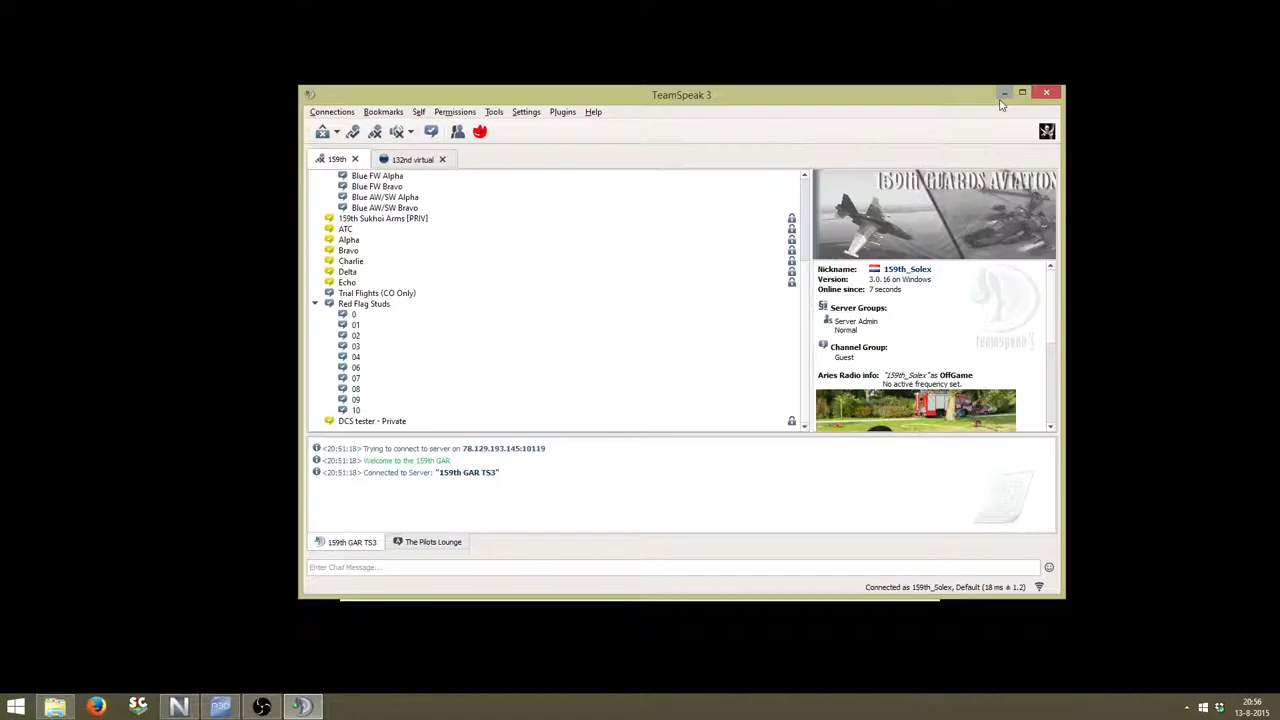 TeamSpeak 3
Connections Bookmarks Self Permissions Tools Settings Plugins Help
159th 132nd virtual
Blue FW Alpha
Blue FW Bravo
Blue AW/SW Alpha
Blue AW/SW Bravo
159th Sukhoi Arms [PRIV]
ATC
Alpha
Bravo
Charlie
Delta
Echo
Trial Flights (CO Only)
Red Flag Studs
0
01
02
03
04
06
07
08
09
10
DCS tester - Private
159th GUARDS AVIATION
Nickname: 159th_Solex
Version: 3.0.16 on Windows
Online since: 7 seconds
Server Groups:
Server Admin
Normal
Channel Group:
Guest
Aries Radio info: "159th_Solex" as OffGame
No active frequency set.
teamspeak 3
<20:51:18> Trying to connect to server on 78.129.193.145:10119
<20:51:18> Welcome to the 159th GAR
<20:51:18> Connected to Server: "159th GAR TS3"
159th GAR TS3 The Pilots Lounge
Enter Chat Message...
Connected as 159th_Solex, Default (18 ms ± 1.2)
SC
N
P3D
20:56
13-8-2015